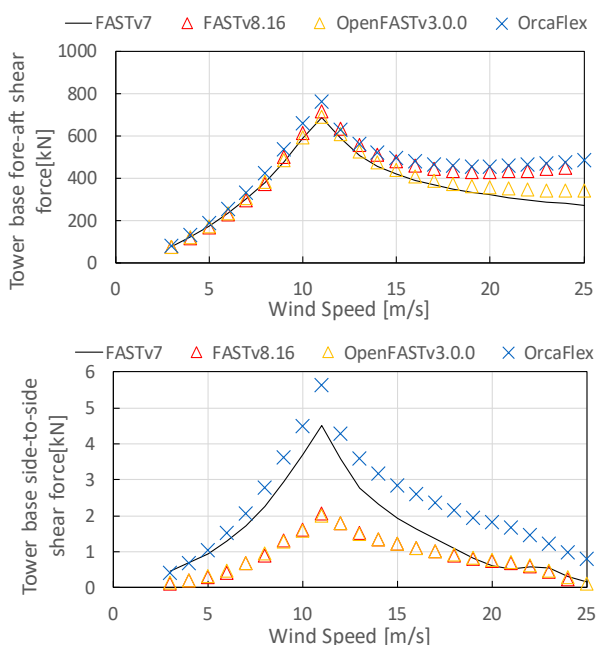 FASTv7 FASTv8.16 OpenFASTv3.0.0 OrcaFlex
Tower base fore-aft shear
force[kN]
1000
800
600
400
200
0
0 5 10 15 20 25
Wind Speed [m/s]
FASTv7 FASTv8.16 OpenFASTv3.0.0 OrcaFlex
Tower base side-to-side
shear force[kN]
6
5
4
3
2
1
0
0 5 10 15 20 25
Wind Speed [m/s]